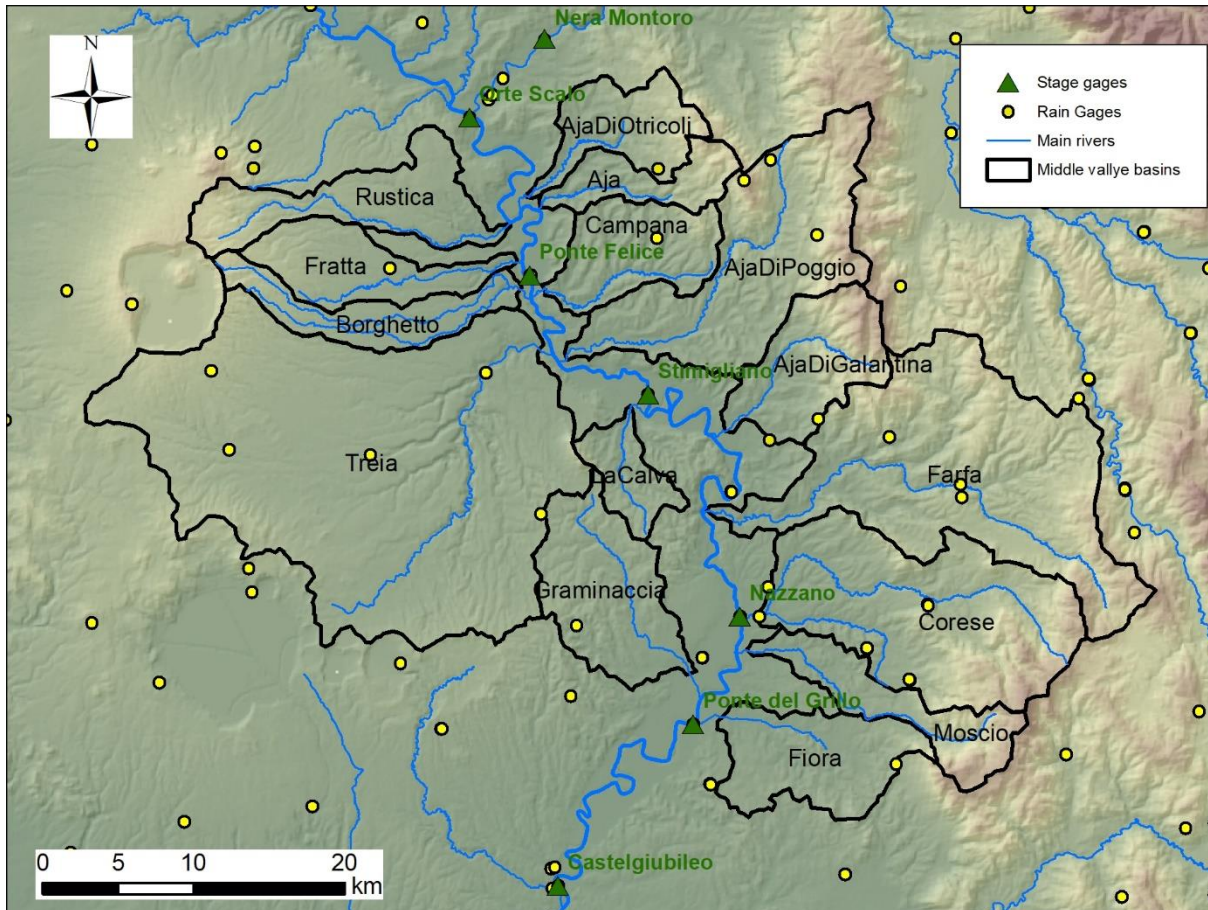 Nera Montoro
N
Stage gages
Rain Gages
Main rivers
Middle vallye basins
Orte Scalo
AjaDiOtricoli
Aja
Rustica
Campana
Ponte Felice
Fratta
AjaDiPoggio
Borghetto
Stimigliano
AjaDiGalantina
Treia
LaCalva
Farfa
Graminaccia
Nazzano
Corese
Ponte del Grillo
Moscio
Fiora
Castelgiubileo
0 5 10 20
km